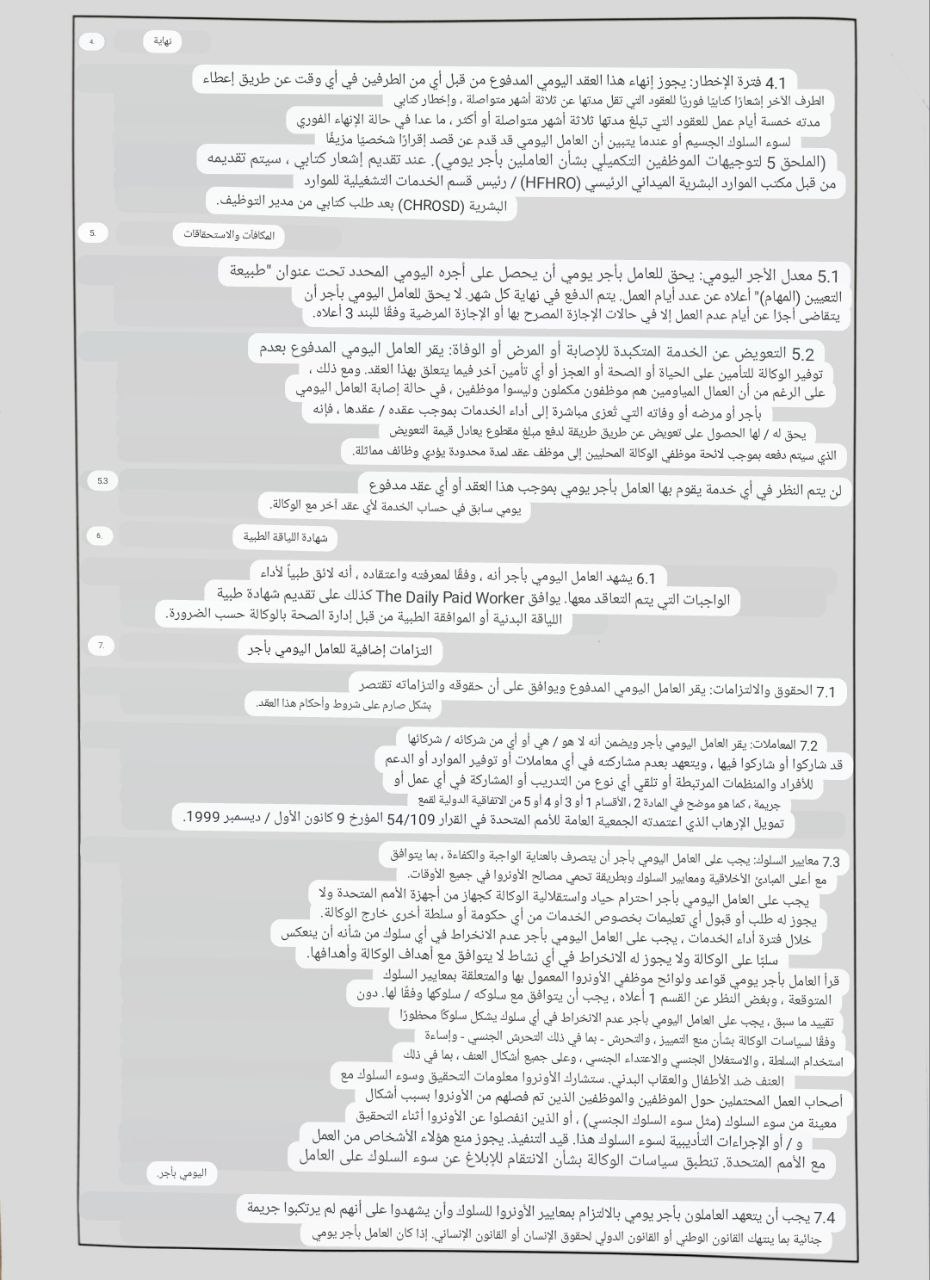 4. نهاية
4.1 فترة الإخطار: يجوز إنهاء هذا العقد اليومي المدفوع من قبل أي من الطرفين في أي وقت عن طريق إعطاء
الطرف الآخر إشعارًا كتابيًا فوريًا للعقود التي تقل مدتها عن ثلاثة أشهر متواصلة ، وإخطار كتابي
مدته خمسة أيام عمل للعقود التي تبلغ مدتها ثلاثة أشهر متواصلة أو أكثر ، ما عدا في حالة الإنهاء الفوري
لسوء السلوك الجسيم أو عندما يتبين أن العامل اليومي قد قدم عن قصد إقرارًا شخصيًا مزيفًا
(الملحق 5 لتوجيهات الموظفين التكميلي بشأن العاملين بأجر يومي). عند تقديم إشعار كتابي ، سيتم تقديمه
من قبل مكتب الموارد البشرية الميداني الرئيسي (HFHRO) / رئيس قسم الخدمات التشغيلية للموارد
البشرية (CHROSD) بعد طلب كتابي من مدير التوظيف.
5. المكافآت والاستحقاقات
5.1 معدل الأجر اليومي: يحق للعامل بأجر يومي أن يحصل على أجره اليومي المحدد تحت عنوان "طبيعة
التعيين (المهام)" أعلاه عن عدد أيام العمل. يتم الدفع في نهاية كل شهر. لا يحق للعامل اليومي بأجر أن
يتقاضى أجرًا عن أيام عدم العمل إلا في حالات الإجازة المصرح بها أو الإجازة المرضية وفقًا للبند 3 أعلاه.
5.2 التعويض عن الخدمة المتكبدة للإصابة أو المرض أو الوفاة: يقر العامل اليومي المدفوع بعدم
توفير الوكالة للتأمين على الحياة أو الصحة أو العجز أو أي تأمين آخر فيما يتعلق بهذا العقد. ومع ذلك ،
على الرغم من أن العمال المياومين هم موظفون مكملون وليسوا موظفين ، في حالة إصابة العامل اليومي
بأجر أو مرضه أو وفاته التي تُعزى مباشرة إلى أداء الخدمات بموجب عقده / عقدها ، فإنه
يحق له / لها الحصول على تعويض عن طريق طريقة لدفع مبلغ مقطوع يعادل قيمة التعويض
الذي سيتم دفعه بموجب لائحة موظفي الوكالة المحليين إلى موظف عقد لمدة محدودة يؤدي وظائف مماثلة.
5.3 لن يتم النظر في أي خدمة يقوم بها العامل بأجر يومي بموجب هذا العقد أو أي عقد مدفوع
يومي سابق في حساب الخدمة لأي عقد آخر مع الوكالة.
6. شهادة اللياقة الطبية
6.1 يشهد العامل اليومي بأجر أنه ، وفقًا لمعرفته واعتقاده ، أنه لائق طبياً لأداء
الواجبات التي يتم التعاقد معها. يوافق The Daily Paid Worker كذلك على تقديم شهادة طبية
اللياقة البدنية أو الموافقة الطبية من قبل إدارة الصحة بالوكالة حسب الضرورة.
7. التزامات إضافية للعامل اليومي بأجر
7.1 الحقوق والالتزامات: يقر العامل اليومي المدفوع ويوافق على أن حقوقه والتزاماته تقتصر
بشكل صارم على شروط وأحكام هذا العقد.
7.2 المعاملات: يقر العامل اليومي بأجر ويضمن أنه لا هو / هي أو أي من شركائه / شركائها
قد شاركوا أو شاركوا فيها ، ويتعهد بعدم مشاركته في أي معاملات أو توفير الموارد أو الدعم
للأفراد والمنظمات المرتبطة أو تلقي أي نوع من التدريب أو المشاركة في أي عمل أو
جريمة ، كما هو موضح في المادة 2 ، الأقسام 1 أو 3 أو 4 أو 5 من الاتفاقية الدولية لقمع
تمويل الإرهاب الذي اعتمدته الجمعية العامة للأمم المتحدة في القرار 54/109 المؤرخ 9 كانون الأول / ديسمبر 1999.
7.3 معايير السلوك: يجب على العامل اليومي بأجر أن يتصرف بالعناية الواجبة والكفاءة ، بما يتوافق
مع أعلى المبادئ الأخلاقية ومعايير السلوك وبطريقة تحمي مصالح الأونروا في جميع الأوقات.
يجب على العامل اليومي بأجر احترام حياد واستقلالية الوكالة كجهاز من أجهزة الأمم المتحدة ولا
يجوز له طلب أو قبول أي تعليمات بخصوص الخدمات من أي حكومة أو سلطة أخرى خارج الوكالة.
خلال فترة أداء الخدمات ، يجب على العامل اليومي بأجر عدم الانخراط في أي سلوك من شأنه أن ينعكس
سلبًا على الوكالة ولا يجوز له الانخراط في أي نشاط لا يتوافق مع أهداف الوكالة وأهدافها.
قرأ العامل بأجر يومي قواعد ولوائح موظفي الأونروا المعمول بها والمتعلقة بمعايير السلوك
المتوقعة ، وبغض النظر عن القسم 1 أعلاه ، يجب أن يتوافق مع سلوكه / سلوكها وفقًا لها. دون
تقييد ما سبق ، يجب على العامل اليومي بأجر عدم الانخراط في أي سلوك يشكل سلوكًا محظورًا
وفقًا لسياسات الوكالة بشأن منع التمييز ، والتحرش - بما في ذلك التحرش الجنسي - وإساءة
استخدام السلطة ، والاستغلال الجنسي والاعتداء الجنسي ، وعلى جميع أشكال العنف ، بما في ذلك
العنف ضد الأطفال والعقاب البدني. ستشارك الأونروا معلومات التحقيق وسوء السلوك مع
أصحاب العمل المحتملين حول الموظفين والموظفين الذين تم فصلهم من الأونروا بسبب أشكال
معينة من سوء السلوك (مثل سوء السلوك الجنسي) ، أو الذين انفصلوا عن الأونروا أثناء التحقيق
و / أو الإجراءات التأديبية لسوء السلوك هذا. قيد التنفيذ. يجوز منع هؤلاء الأشخاص من العمل
مع الأمم المتحدة. تنطبق سياسات الوكالة بشأن الانتقام للإبلاغ عن سوء السلوك على العامل
اليومي بأجر.
7.4 يجب أن يتعهد العاملون بأجر يومي بالالتزام بمعايير الأونروا للسلوك وأن يشهدوا على أنهم لم يرتكبوا جريمة
جنائية بما ينتهك القانون الوطني أو القانون الدولي لحقوق الإنسان أو القانون الإنساني. إذا كان العامل بأجر يومي